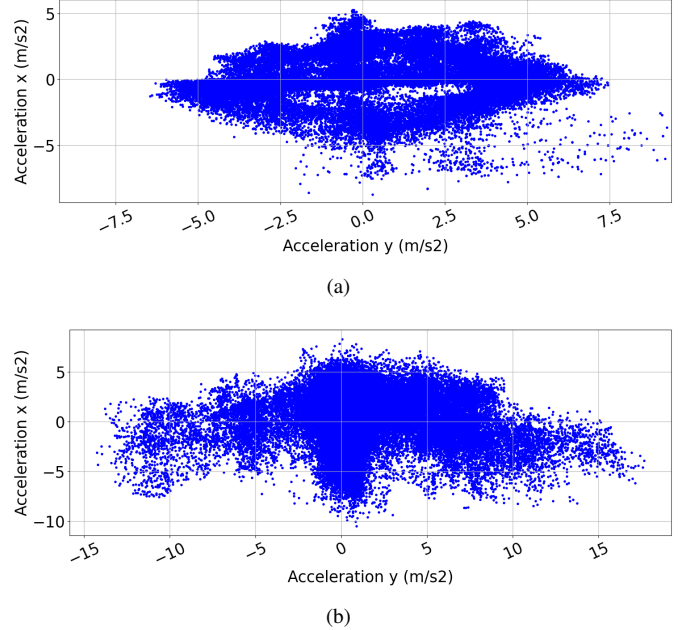 5
0
−5
Acceleration x (m/s2)
−7.5 −5.0 −2.5 0.0 2.5 5.0 7.5
Acceleration y (m/s2)
(a)
5
0
−5
−10
Acceleration x (m/s2)
−15 −10 −5 0 5 10 15
Acceleration y (m/s2)
(b)